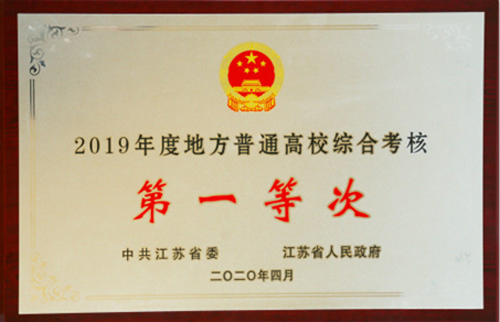 2019年度地方普通高校综合考核
第一等次
中共江苏省委 江苏省人民政府
二〇二〇年四月